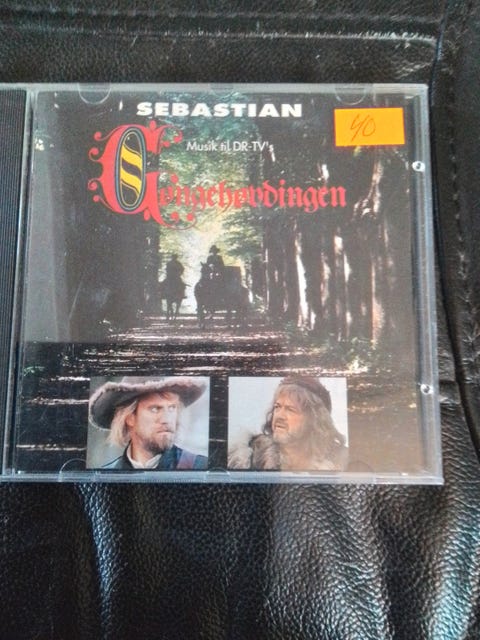 SEBASTIAN
40
Musik til DR-TV's
Gøngehøvdingen